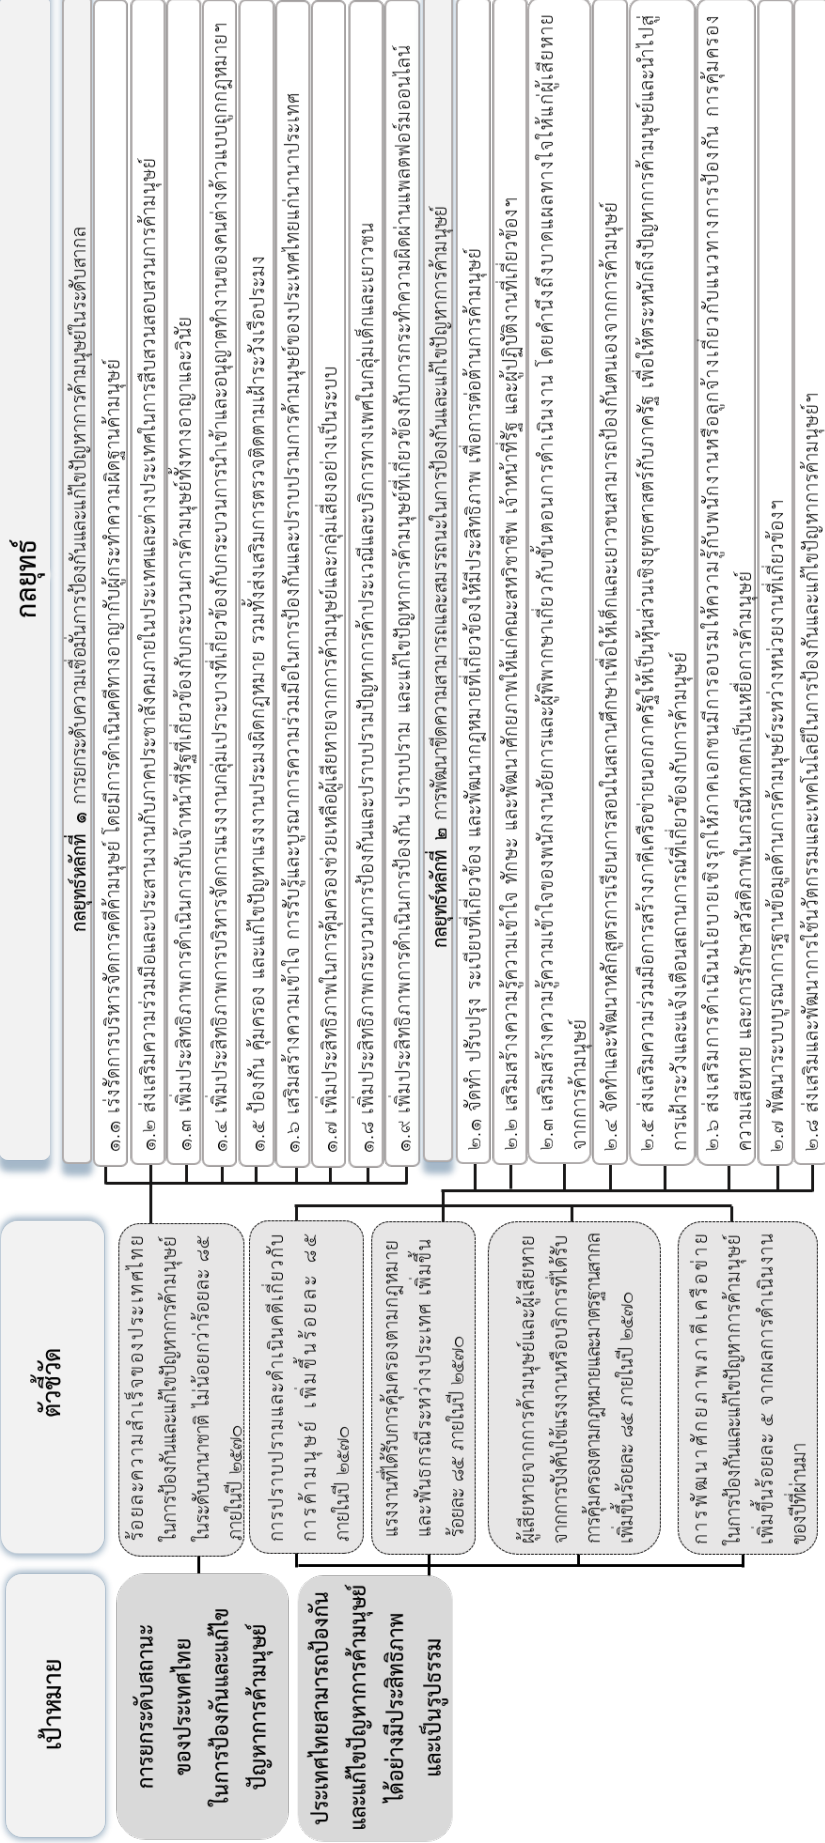 เป้าหมาย
ตัวชี้วัด
กลยุทธ์
การยกระดับสถานะ
ของประเทศไทย
ในการป้องกันและแก้ไข
ปัญหาการค้ามนุษย์
ประเทศไทยสามารถป้องกัน
และแก้ไขปัญหาการค้ามนุษย์
ได้อย่างมีประสิทธิภาพ
และเป็นรูปธรรม
ร้อยละความสำเร็จของประเทศไทย
ในการป้องกันและแก้ไขปัญหาการค้ามนุษย์
ในระดับนานาชาติ ไม่น้อยกว่าร้อยละ ๘๕
ภายในปี ๒๕๗๐
การปราบปรามและดำเนินคดีเกี่ยวกับ
การค้ามนุษย์ เพิ่มขึ้นร้อยละ ๘๕
ภายในปี ๒๕๗๐
แรงงานที่ได้รับการคุ้มครองตามกฎหมาย
และพันธกรณีระหว่างประเทศ เพิ่มขึ้น
ร้อยละ ๘๕ ภายในปี ๒๕๗๐
ผู้เสียหายจากการค้ามนุษย์และผู้เสียหาย
จากการบังคับใช้แรงงานหรือบริการที่ได้รับ
การคุ้มครองตามกฎหมายและมาตรฐานสากล
เพิ่มขึ้นร้อยละ ๘๕ ภายในปี ๒๕๗๐
การพัฒนาศักยภาพภาคีเครือข่าย
ในการป้องกันและแก้ไขปัญหาการค้ามนุษย์
เพิ่มขึ้นร้อยละ ๕ จากผลการดำเนินงาน
ของปีที่ผ่านมา
กลยุทธ์หลักที่ ๑ การยกระดับความเชื่อมั่นการป้องกันและแก้ไขปัญหาการค้ามนุษย์ในระดับสากล
๑.๑ เร่งรัดการบริหารจัดการคดีค้ามนุษย์ โดยมีการดำเนินคดีทางอาญากับผู้กระทำความผิดฐานค้ามนุษย์
๑.๒ ส่งเสริมความร่วมมือและประสานงานกับภาคประชาสังคมภายในประเทศและต่างประเทศในการสืบสวนสอบสวนการค้ามนุษย์
๑.๓ เพิ่มประสิทธิภาพการดำเนินการกับเจ้าหน้าที่รัฐที่เกี่ยวข้องกับกระบวนการค้ามนุษย์ทั้งทางอาญาและวินัย
๑.๔ เพิ่มประสิทธิภาพการบริหารจัดการแรงงานกลุ่มเปราะบางที่เกี่ยวข้องกับกระบวนการนำเข้าและอนุญาตทำงานของคนต่างด้าวแบบถูกกฎหมายฯ
๑.๕ ป้องกัน คุ้มครอง และแก้ไขปัญหาแรงงานประมงผิดกฎหมาย รวมทั้งส่งเสริมการตรวจติดตามเฝ้าระวังเรือประมง
๑.๖ เสริมสร้างความเข้าใจ การรับรู้และบูรณาการความร่วมมือในการป้องกันและปราบปรามการค้ามนุษย์ของประเทศไทยแก่นานาประเทศ
๑.๗ เพิ่มประสิทธิภาพในการคุ้มครองช่วยเหลือผู้เสียหายจากการค้ามนุษย์และกลุ่มเสี่ยงอย่างเป็นระบบ
๑.๘ เพิ่มประสิทธิภาพกระบวนการป้องกันและปราบปรามปัญหาการค้าประเวณีและบริการทางเพศในกลุ่มเด็กและเยาวชน
๑.๙ เพิ่มประสิทธิภาพการดำเนินการป้องกัน ปราบปราม และแก้ไขปัญหาการค้ามนุษย์ที่เกี่ยวข้องกับการกระทำความผิดผ่านแพลตฟอร์มออนไลน์
กลยุทธ์หลักที่ ๒ การพัฒนาขีดความสามารถและสมรรถนะในการป้องกันและแก้ไขปัญหาการค้ามนุษย์
๒.๑ จัดทำ ปรับปรุง ระเบียบที่เกี่ยวข้อง และพัฒนากฎหมายที่เกี่ยวข้องให้มีประสิทธิภาพ เพื่อการต่อต้านการค้ามนุษย์
๒.๒ เสริมสร้างความรู้ความเข้าใจ ทักษะ และพัฒนาศักยภาพให้แก่คณะสหวิชาชีพ เจ้าหน้าที่รัฐ และผู้ปฏิบัติงานที่เกี่ยวข้องฯ
๒.๓ เสริมสร้างความรู้ความเข้าใจของพนักงานอัยการและผู้พิพากษาเกี่ยวกับขั้นตอนการดำเนินงาน โดยคำนึงถึงบาดแผลทางใจให้แก่ผู้เสียหาย
จากการค้ามนุษย์
๒.๔ จัดทำและพัฒนาหลักสูตรการเรียนการสอนในสถานศึกษาเพื่อให้เด็กและเยาวชนสามารถป้องกันตนเองจากการค้ามนุษย์
๒.๕ ส่งเสริมความร่วมมือการสร้างภาคีเครือข่ายนอกภาครัฐให้เป็นหุ้นส่วนเชิงยุทธศาสตร์กับภาครัฐ เพื่อให้ตระหนักถึงปัญหาการค้ามนุษย์และนำไปสู่
การเฝ้าระวังและแจ้งเตือนสถานการณ์ที่เกี่ยวข้องกับการค้ามนุษย์
๒.๖ ส่งเสริมการดำเนินนโยบายเชิงรุกให้ภาคเอกชนมีการอบรมให้ความรู้กับพนักงานหรือลูกจ้างเกี่ยวกับแนวทางการป้องกัน การคุ้มครอง
ความเสียหาย และการรักษาสวัสดิภาพในกรณีหากตกเป็นเหยื่อการค้ามนุษย์
๒.๗ พัฒนาระบบบูรณาการฐานข้อมูลด้านการค้ามนุษย์ระหว่างหน่วยงานที่เกี่ยวข้องฯ
๒.๘ ส่งเสริมและพัฒนาการใช้นวัตกรรมและเทคโนโลยีในการป้องกันและแก้ไขปัญหาการค้ามนุษย์ฯ